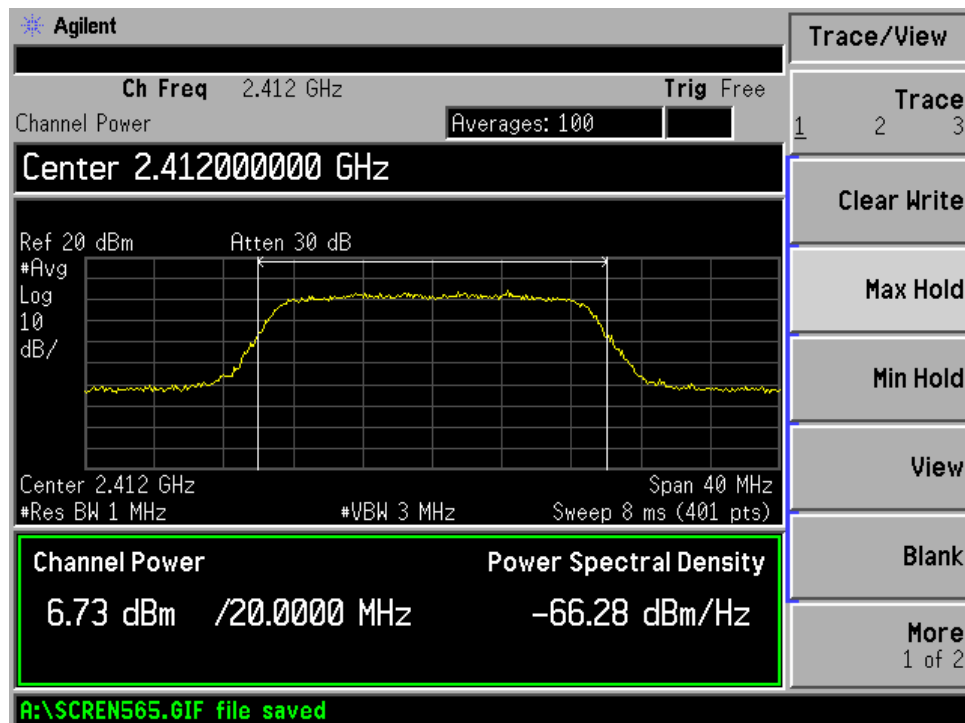 Agilent
Trace/View
Ch Freq 2.412 GHz Trig Free
Channel Power Averages: 100
Trace
1 2 3
Center 2.412000000 GHz
Clear Write
Ref 20 dBm Atten 30 dB
#Avg
Log
10
dB/
Max Hold
Min Hold
View
Center 2.412 GHz Span 40 MHz
#Res BW 1 MHz #VBW 3 MHz Sweep 8 ms (401 pts)
Channel Power Power Spectral Density
6.73 dBm /20.0000 MHz -66.28 dBm/Hz
Blank
More
1 of 2
A:\SCREN565.GIF file saved